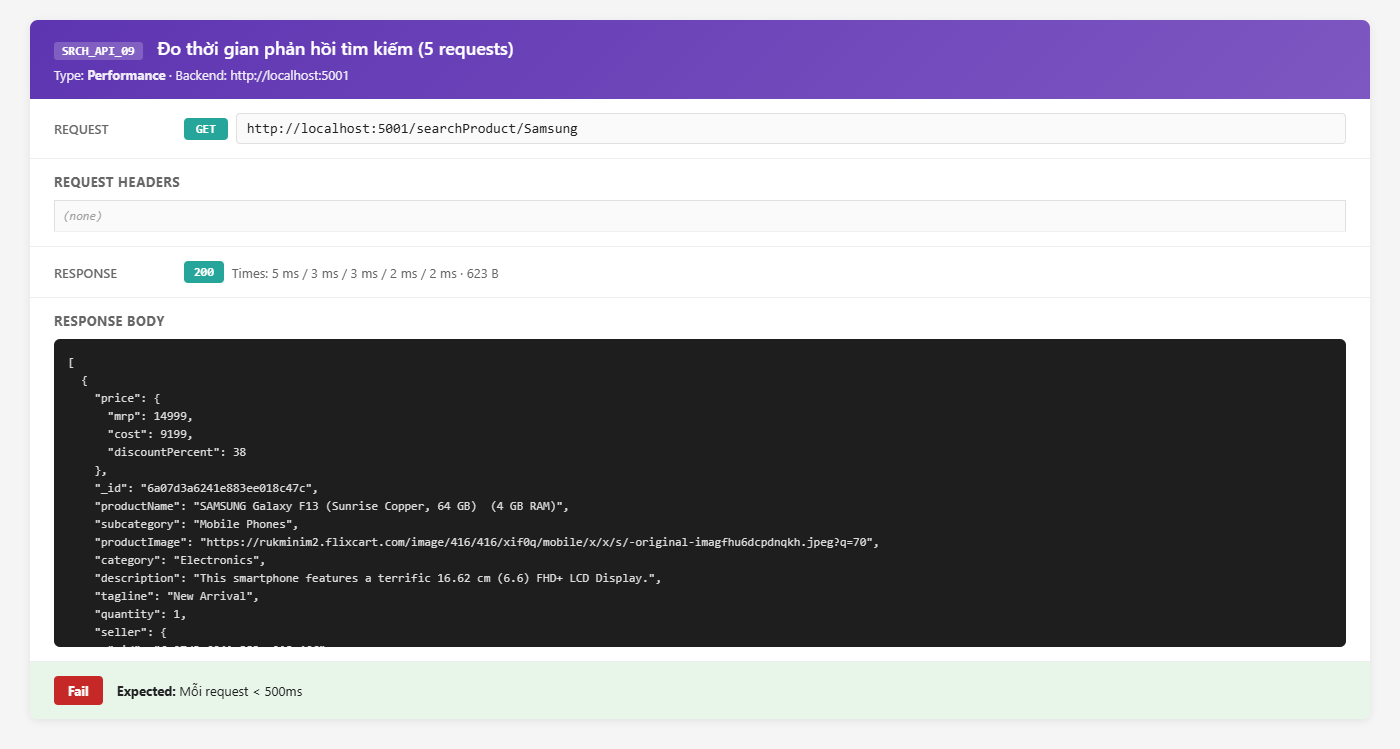 SRCH_API_09 Đo thời gian phản hồi tìm kiếm (5 requests)
Type: Performance · Backend: http://localhost:5001
REQUEST GET http://localhost:5001/searchProduct/Samsung
REQUEST HEADERS
(none)
RESPONSE 200 Times: 5 ms / 3 ms / 3 ms / 2 ms / 2 ms · 623 B
RESPONSE BODY
[
{
"price": {
"mrp": 14999,
"cost": 9199,
"discountPercent": 38
},
"_id": "6a07d3a6241e883ee018c47c",
"productName": "SAMSUNG Galaxy F13 (Sunrise Copper, 64 GB)  (4 GB RAM)",
"subcategory": "Mobile Phones",
"productImage": "https://rukminim2.flixcart.com/image/416/416/xif0q/mobile/x/x/s/-original-imagfhu6dcpdnqkh.jpeg?q=70",
"category": "Electronics",
"description": "This smartphone features a terrific 16.62 cm (6.6) FHD+ LCD Display.",
"tagline": "New Arrival",
"quantity": 1,
"seller": {
Fail Expected: Mỗi request < 500ms